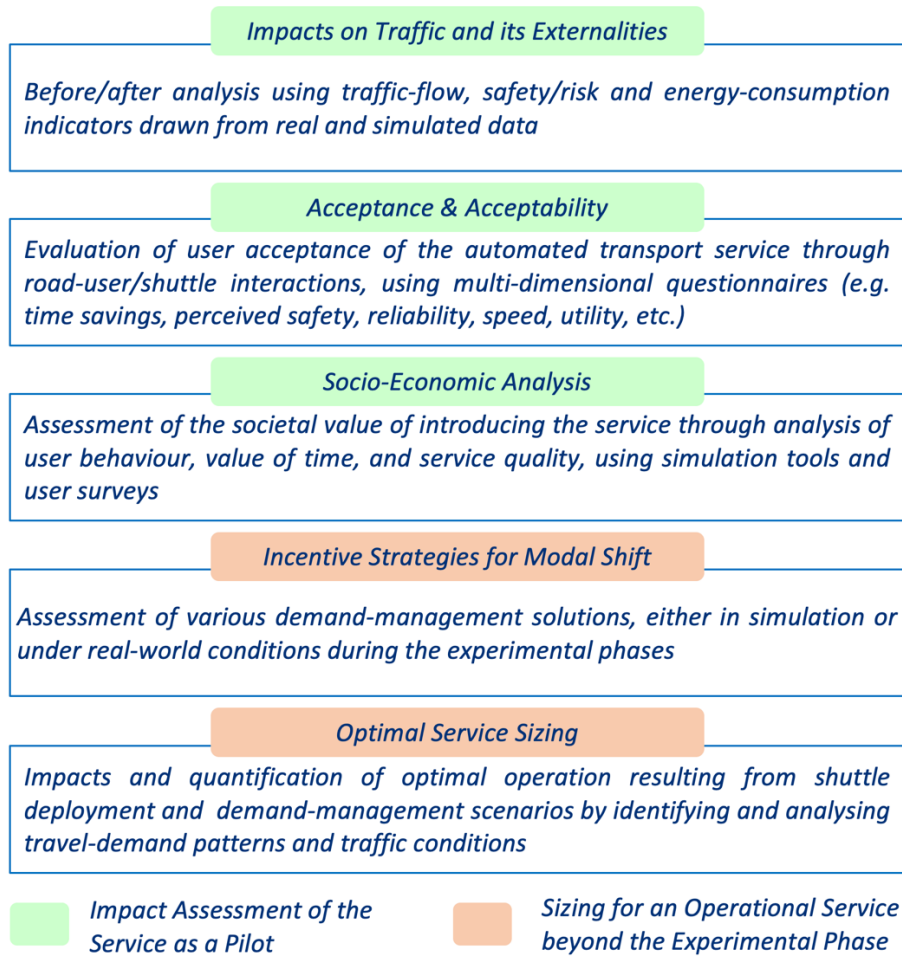 Impacts on Traffic and its Externalities
Before/after analysis using traffic-flow, safety/risk and energy-consumption
indicators drawn from real and simulated data
Acceptance & Acceptability
Evaluation of user acceptance of the automated transport service through
road-user/shuttle interactions, using multi-dimensional questionnaires (e.g.
time savings, perceived safety, reliability, speed, utility, etc.)
Socio-Economic Analysis
Assessment of the societal value of introducing the service through analysis of
user behaviour, value of time, and service quality, using simulation tools and
user surveys
Incentive Strategies for Modal Shift
Assessment of various demand-management solutions, either in simulation or
under real-world conditions during the experimental phases
Optimal Service Sizing
Impacts and quantification of optimal operation resulting from shuttle
deployment and demand-management scenarios by identifying and analysing
travel-demand patterns and traffic conditions
Impact Assessment of the
Service as a Pilot
Sizing for an Operational Service
beyond the Experimental Phase